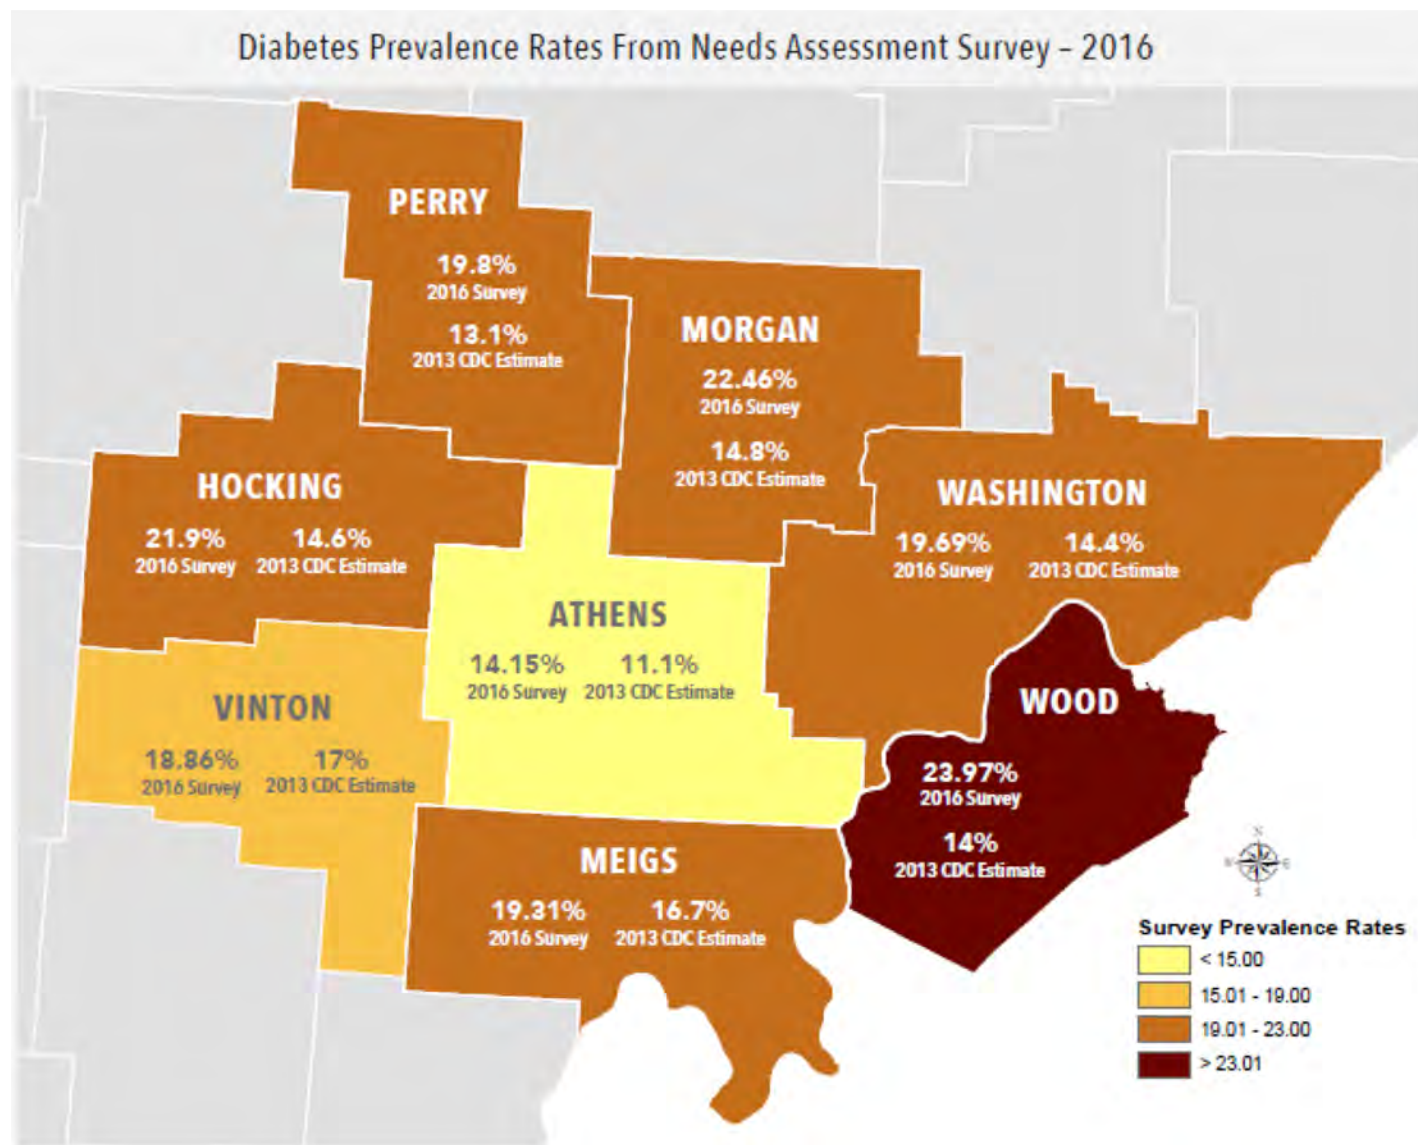 Diabetes Prevalence Rates From Needs Assessment Survey – 2016
PERRY
19.8%
2016 Survey
13.1%
2013 CDC Estimate
MORGAN
22.46%
2016 Survey
14.8%
2013 CDC Estimate
HOCKING
21.9% 14.6%
2016 Survey 2013 CDC Estimate
WASHINGTON
19.69% 14.4%
2016 Survey 2013 CDC Estimate
ATHENS
14.15% 11.1%
2016 Survey 2013 CDC Estimate
VINTON
18.86% 17%
2016 Survey 2013 CDC Estimate
WOOD
23.97%
2016 Survey
14%
2013 CDC Estimate
MEIGS
19.31% 16.7%
2016 Survey 2013 CDC Estimate
N
W E
S
Survey Prevalence Rates
< 15.00
15.01 - 19.00
19.01 - 23.00
> 23.01